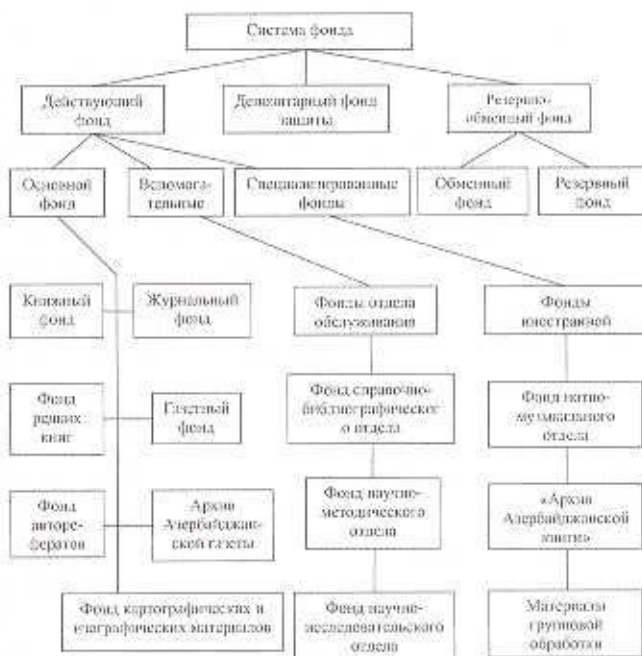 Система фонда
Действующий
фонд
Депозитарный фонд
защиты
Резервно-
обменный фонд
Основной
фонд
Вспомога-
тельные
Специализированные
фонды
Обменный
фонд
Резервный
фонд
Книжный
фонд
Журнальный
фонд
Фонды отдела
обслуживания
Фонды
иностранной
Фонд
редких
книг
Газетный
фонд
Фонд справочно-
библиографическог
о отдела
Фонд нотно-
музыкального
отдела
Фонд
авторе-
фератов
Архив
Азербайджан-
ской газеты
Фонд научно-
методического
отдела
«Архив
Азербайджанской
книги»
Фонд картографических и
изографических материалов
Фонд научно-
исследовательского
отдела
Материалы
групповой
обработки